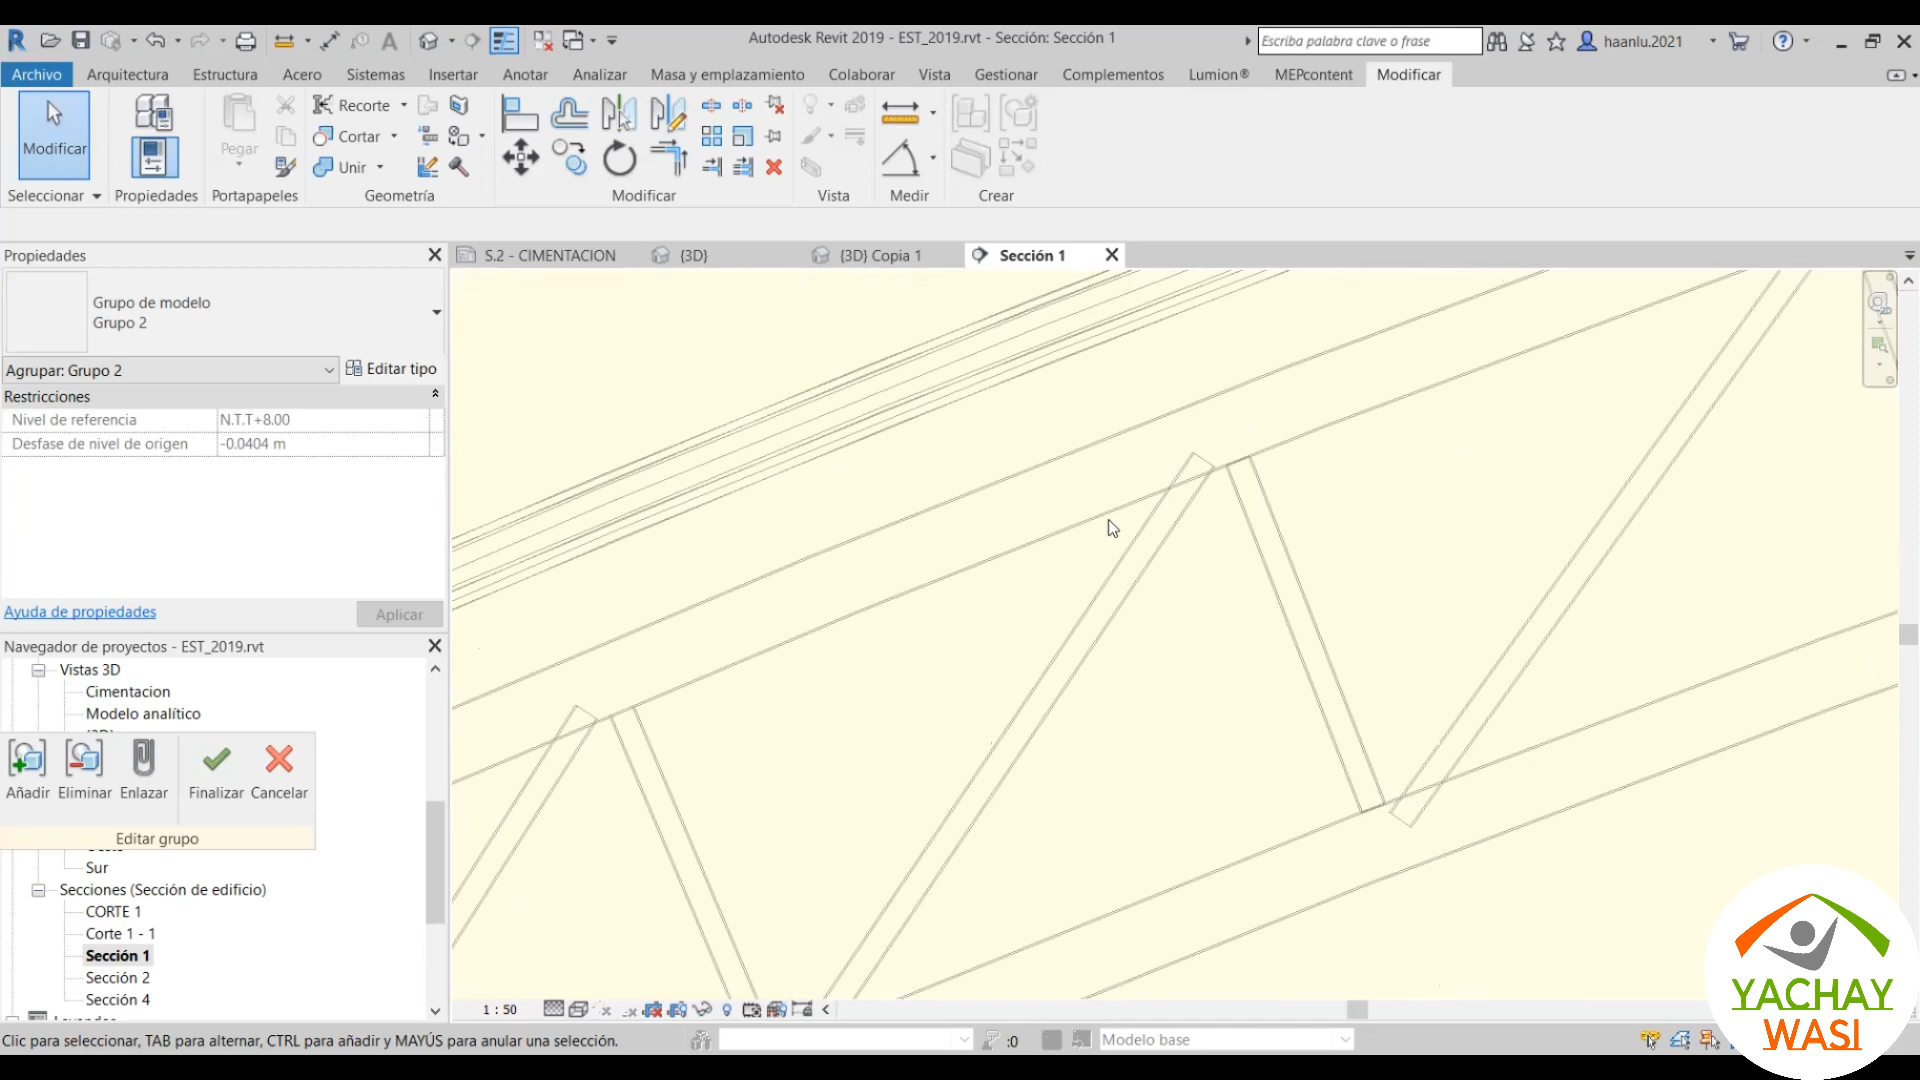 Autodesk Revit 2019 - EST_2019.rvt - Sección: Sección 1
Escriba palabra clave o frase
haanlu.2021
Archivo
Arquitectura
Estructura
Acero
Sistemas
Insertar
Anotar
Analizar
Masa y emplazamiento
Colaborar
Vista
Gestionar
Complementos
Lumion®
MEPcontent
Modificar
Modificar
Pegar
Recorte
Cortar
Unir
Seleccionar
Propiedades
Portapapeles
Geometría
Modificar
Vista
Medir
Crear
Propiedades
S.2 - CIMENTACION
{3D}
{3D} Copia 1
Sección 1
Grupo de modelo
Grupo 2
Agrupar: Grupo 2
Editar tipo
Restricciones
Nivel de referencia
N.T.T+8.00
Desfase de nivel de origen
-0.0404 m
Ayuda de propiedades
Aplicar
Navegador de proyectos - EST_2019.rvt
Vistas 3D
Cimentacion
Modelo analítico
Añadir
Eliminar
Enlazar
Finalizar
Cancelar
Editar grupo
Sur
Secciones (Sección de edificio)
CORTE 1
Corte 1 - 1
Sección 1
Sección 2
Sección 4
1 : 50
Clic para seleccionar, TAB para alternar, CTRL para añadir y MAYÚS para anular una selección.
:0
Modelo base
YACHAY
WASI